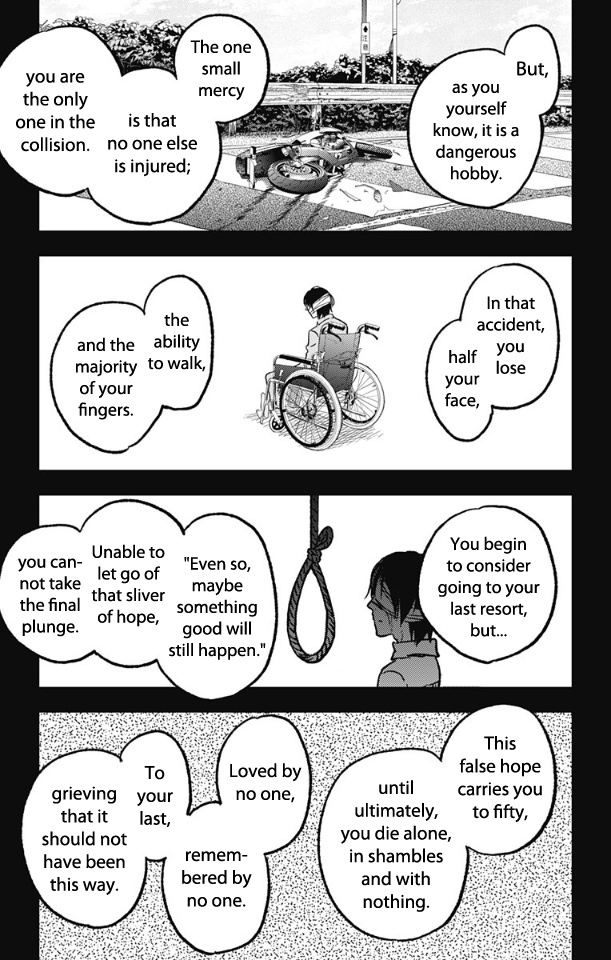 But,
as you
yourself
know, it is a
dangerous
hobby.
The one
small
mercy
is that
no one else
is injured;
you are
the only
one in the
collision.
In that
accident,
you
lose
half
your
face,
the
ability
to walk,
and the
majority
of your
fingers.
You begin
to consider
going to your
last resort,
but...
"Even so,
maybe
something
good will
still happen."
Unable to
let go of
that sliver
of hope,
you can-
not take
the final
plunge.
This
false hope
carries you
to fifty,
until
ultimately,
you die alone,
in shambles
and with
nothing.
Loved by
no one,
remem-
bered by
no one.
To
your
last,
grieving
that it
should not
have been
this way.